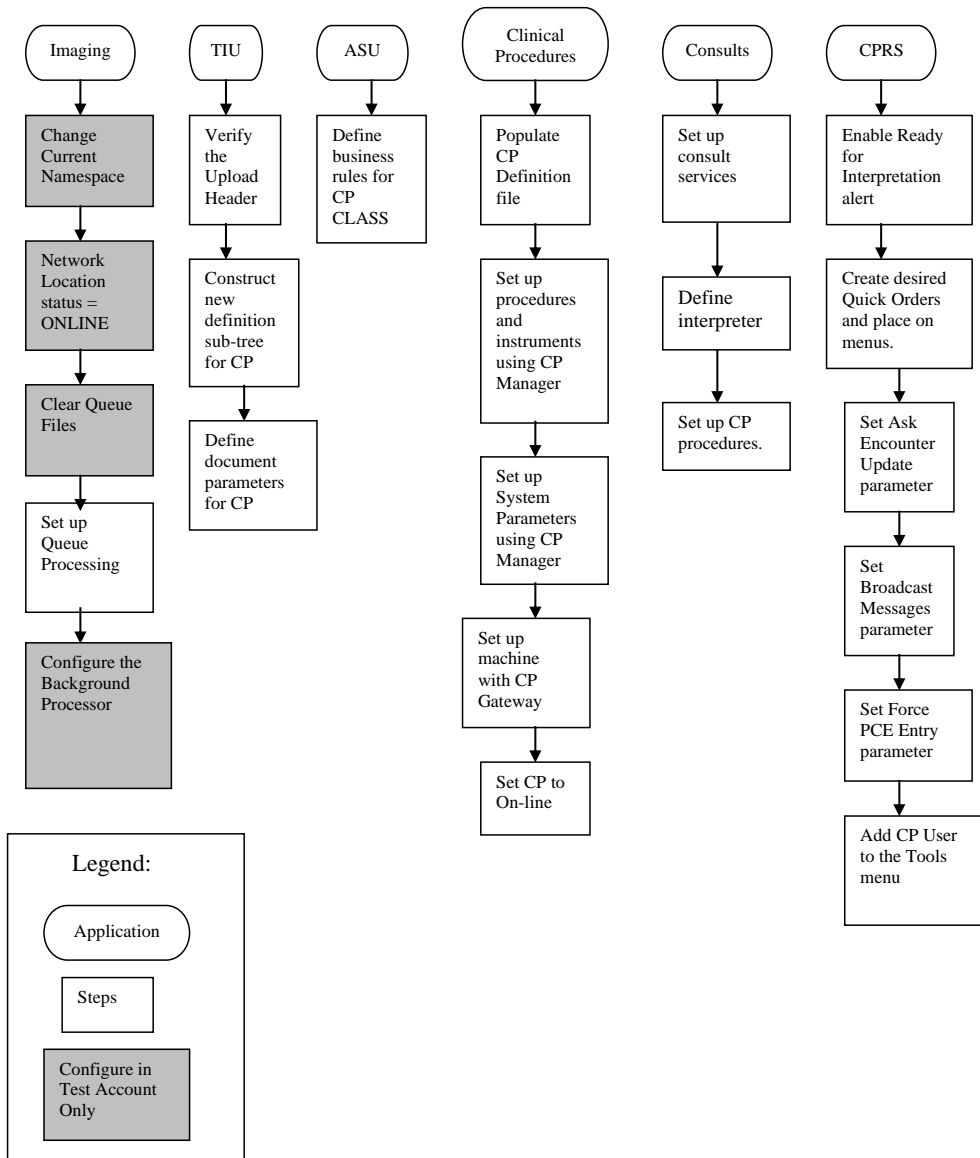 Imaging
Change
Current
Namespace
Network
Location
status =
ONLINE
Clear Queue
Files
Set up
Queue
Processing
Configure the
Background
Processor
TIU
Verify
the
Upload
Header
Construct
new
definition
sub-tree
for CP
Define
document
parameters
for CP
ASU
Define
business
rules for
CP
CLASS
Clinical
Procedures
Populate
CP
Definition
file
Set up
procedures
and
instruments
using CP
Manager
Set up
System
Parameters
using CP
Manager
Set up
machine
with CP
Gateway
Set CP to
On-line
Consults
Set up
consult
services
Define
interpreter
Set up CP
procedures.
CPRS
Enable Ready
for
Interpretation
alert
Create desired
Quick Orders
and place on
menus.
Set Ask
Encounter
Update
parameter
Set
Broadcast
Messages
parameter
Set Force
PCE Entry
parameter
Add CP User
to the Tools
menu
Legend:
Application
Steps
Configure in
Test Account
Only